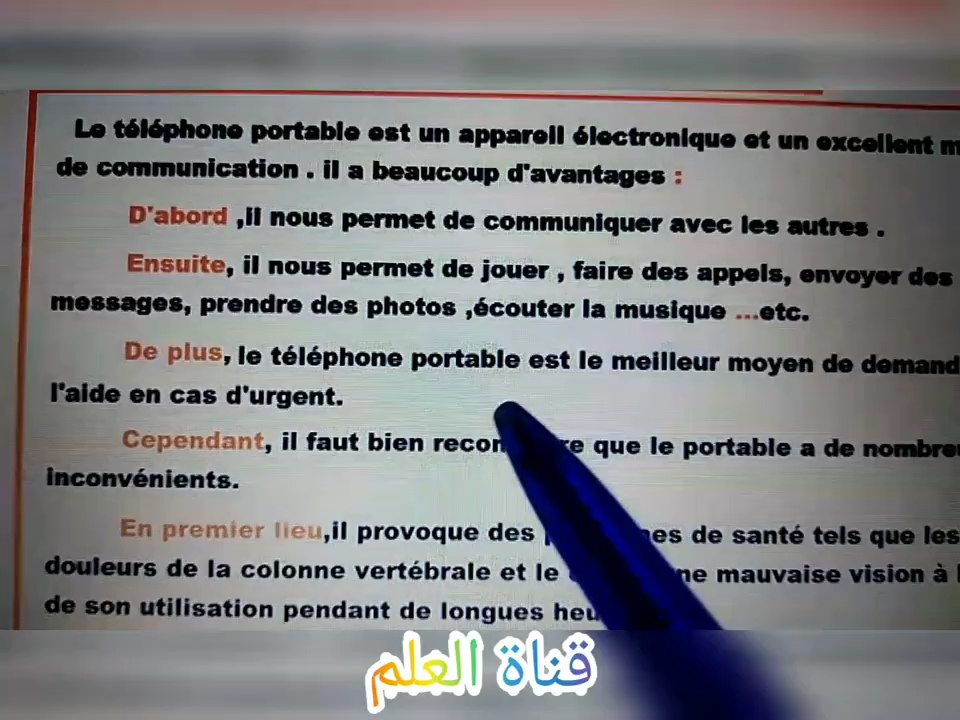 Le téléphone portable est un appareil électronique et un excellent
de communication . il a beaucoup d'avantages :
D'abord ,il nous permet de communiquer avec les autres .
Ensuite, il nous permet de jouer , faire des appels, envoyer des
messages, prendre des photos ,écouter la musique ...etc.
De plus, le téléphone portable est le meilleur moyen de
l'aide en cas d'urgent.
Cependant, il faut bien que le portable a de
inconvénients.
En premier lieu,il provoque des de santé tels que les
douleurs de la colonne vertébrale et le mauvaise vision à
de son utilisation pendant de longues
قناة العلم